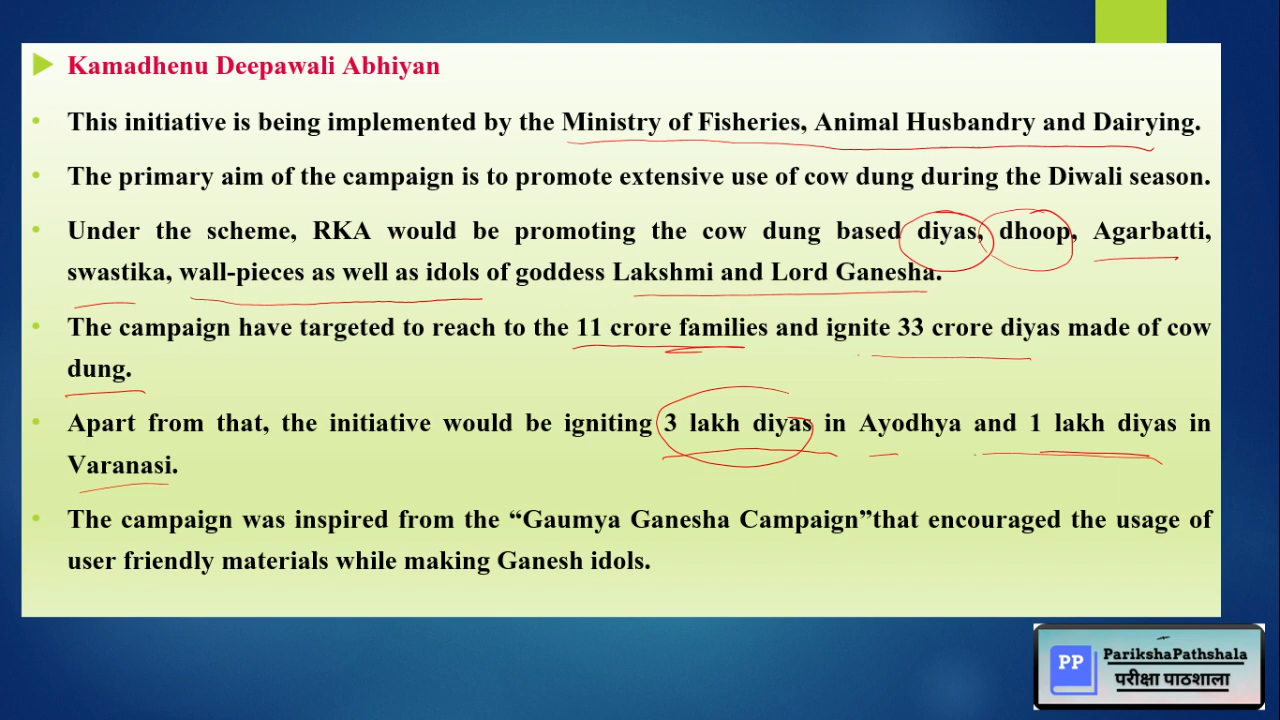 Kamadhenu Deepawali Abhiyan
This initiative is being implemented by the Ministry of Fisheries, Animal Husbandry and Dairying.
The primary aim of the campaign is to promote extensive use of cow dung during the Diwali season.
Under the scheme, RKA would be promoting the cow dung based diyas, dhoop, Agarbatti,
swastika, wall-pieces as well as idols of goddess Lakshmi and Lord Ganesha.
The campaign have targeted to reach to the 11 crore families and ignite 33 crore diyas made of cow
dung.
Apart from that, the initiative would be igniting 3 lakh diyas in Ayodhya and 1 lakh diyas in
Varanasi.
The campaign was inspired from the “Gaumya Ganesha Campaign”that encouraged the usage of
user friendly materials while making Ganesh idols.
PP
ParikshaPathshala
परीक्षा पाठशाला